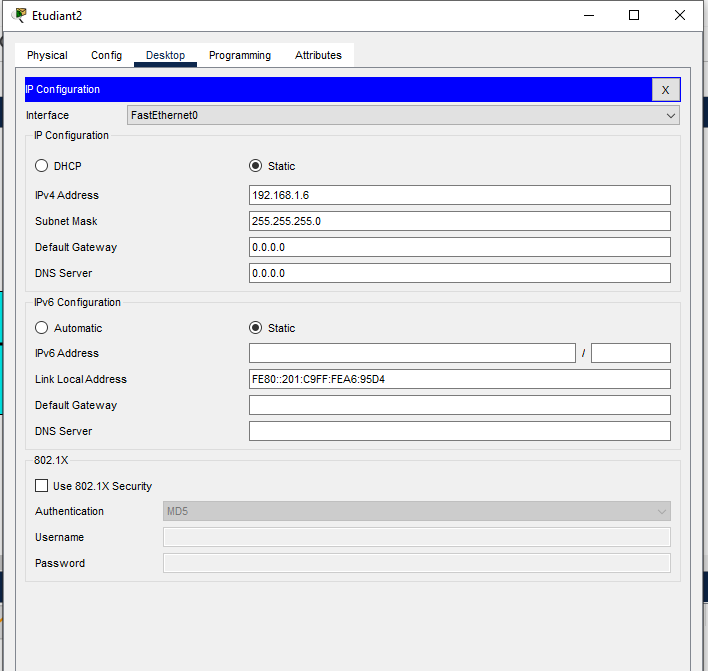 Etudiant2
Physical Config Desktop Programming Attributes
IP Configuration X
Interface FastEthernet0
IP Configuration
DHCP Static
IPv4 Address 192.168.1.6
Subnet Mask 255.255.255.0
Default Gateway 0.0.0.0
DNS Server 0.0.0.0
IPv6 Configuration
Automatic Static
IPv6 Address /
Link Local Address FE80::201:C9FF:FEA6:95D4
Default Gateway
DNS Server
802.1X
Use 802.1X Security
Authentication MD5
Username
Password